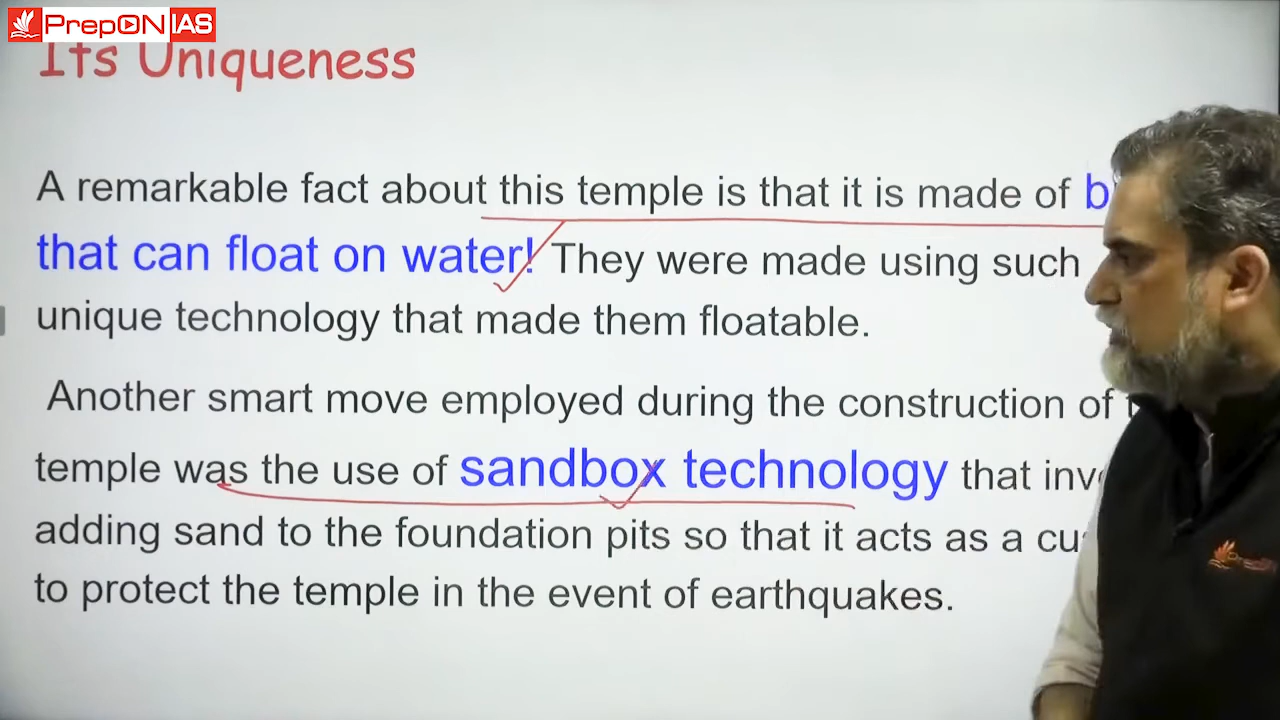 PrepON IAS
Its Uniqueness
A remarkable fact about this temple is that it is made of
that can float on water! They were made using such
unique technology that made them floatable.
Another smart move employed during the construction of
temple was the use of sandbox technology that
adding sand to the foundation pits so that it acts as a
to protect the temple in the event of earthquakes.